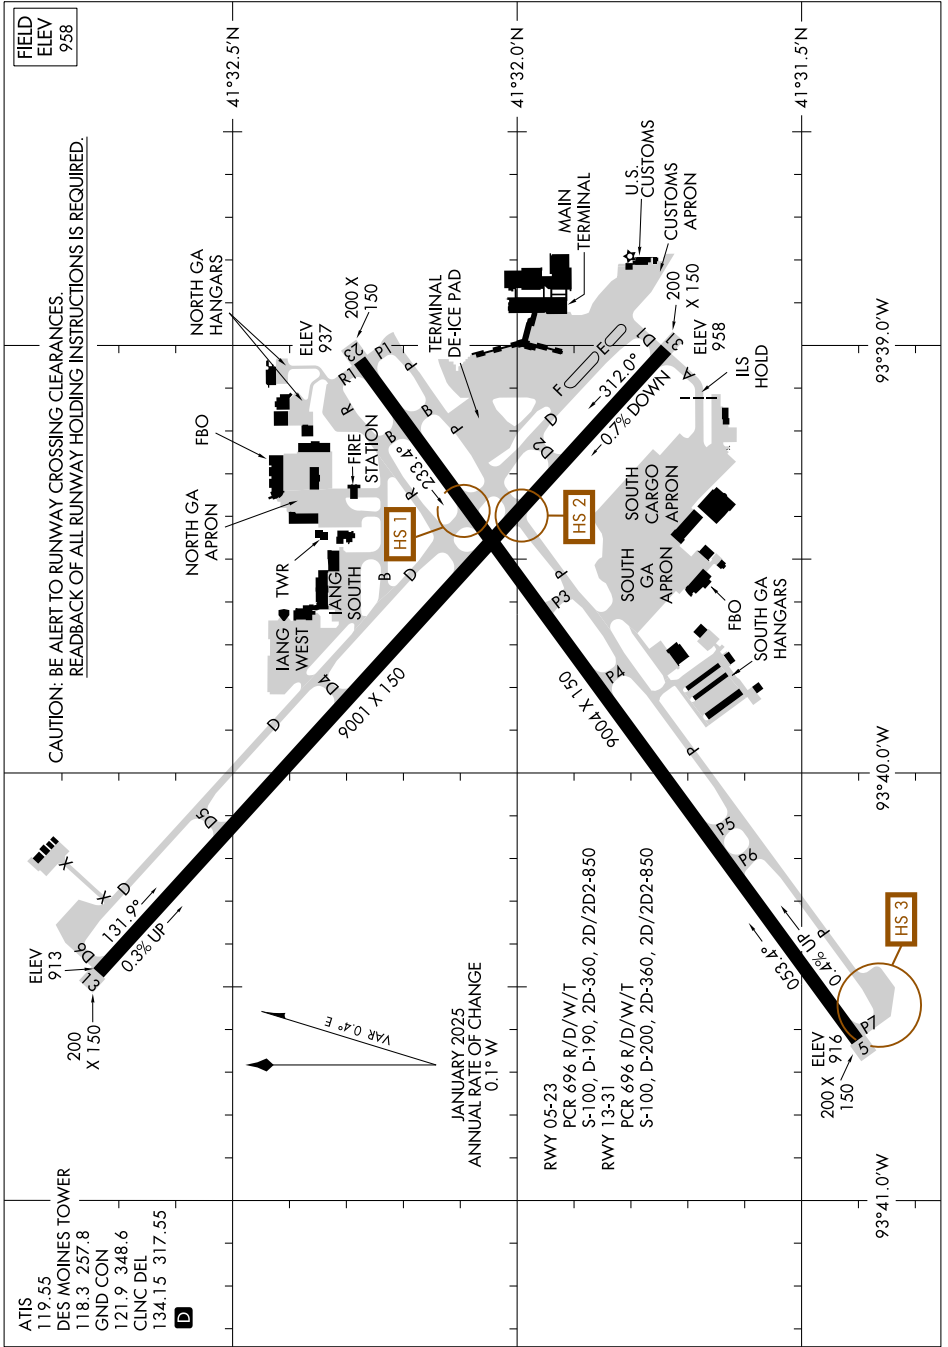 FIELD
ELEV
958
CAUTION: BE ALERT TO RUNWAY CROSSING CLEARANCES.
READBACK OF ALL RUNWAY HOLDING INSTRUCTIONS IS REQUIRED.
ATIS
119.55
DES MOINES TOWER
118.3 257.8
GND CON
121.9 348.6
CLNC DEL
134.15 317.55
D
41°32.5'N
41°32.0'N
41°31.5'N
93°39.0'W
93°40.0'W
93°41.0'W
NORTH GA
HANGARS
FBO
NORTH GA
APRON
TWR
IANG
WEST
IANG
SOUTH
FIRE
STATION
ELEV
937
200 X
150
23
R1
P1
R
P
B
B
P
R
233.4°
TERMINAL
DE-ICE PAD
MAIN
TERMINAL
U.S.
CUSTOMS
CUSTOMS
APRON
200
X 150
ELEV
958
31
D1
E
F
D
D2
312.0°
0.7% DOWN
A
ILS
HOLD
HS 1
HS 2
B
D
SOUTH
CARGO
APRON
SOUTH
GA
APRON
FBO
SOUTH GA
HANGARS
P
P3
P4
P
9004 X 150
9001 X 150
D4
D
D5
X
X
D
D6
131.9°
0.3% UP
ELEV
913
13
200
X 150
P5
P6
P
0.4% UP
053.4°
HS 3
P7
5
ELEV
916
200 X
150
VAR 0.4° E
JANUARY 2025
ANNUAL RATE OF CHANGE
0.1° W
RWY 05-23
PCR 696 R/D/W/T
S-100, D-190, 2D-360, 2D/2D2-850
RWY 13-31
PCR 696 R/D/W/T
S-100, D-200, 2D-360, 2D/2D2-850